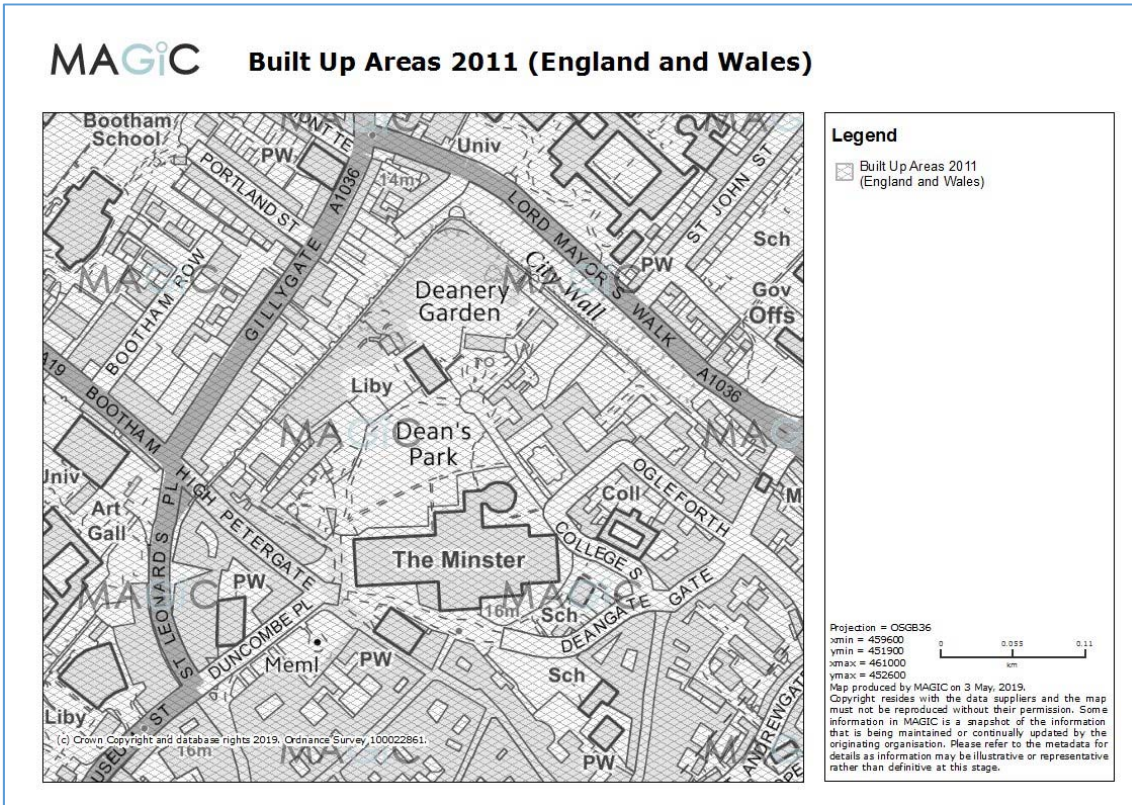 MAGiC
Built Up Areas 2011 (England and Wales)
Bootham
School
PW
A1036
14m
Univ
PORTLAND ST
LORD MAYOR'S WALK
ST JOHN ST
Sch
PW
Gov
Offs
City Wall
BOOTHAM ROW
GILLYGATE
Deanery
Garden
A19
BOOTHAM
Liby
A1036
Dean's
Park
OGLEFORTH
Coll
Univ
Art
Gall
HIGH PETERGATE
The Minster
COLLEGE S
ST LEONARD'S PL
PW
DUNCOMBE PL
16m
Sch
DEANGATE
GATE
Meml
PW
Sch
Liby
16m
PW
MAGiC
MAGiC
MAGiC
MAGiC
MAGiC
MAGiC
(c) Crown Copyright and database rights 2019. Ordnance Survey 100022861.
Legend
Built Up Areas 2011
(England and Wales)
Projection = OSGB36
xmin = 459600
ymin = 451900
xmax = 461000
ymax = 452600
0 0.055 0.11
km
Map produced by MAGIC on 3 May, 2019.
Copyright resides with the data suppliers and the map
must not be reproduced without their permission. Some
information in MAGIC is a snapshot of the information
that is being maintained or continually updated by the
originating organisation. Please refer to the metadata for
details as information may be illustrative or representative
rather than definitive at this stage.